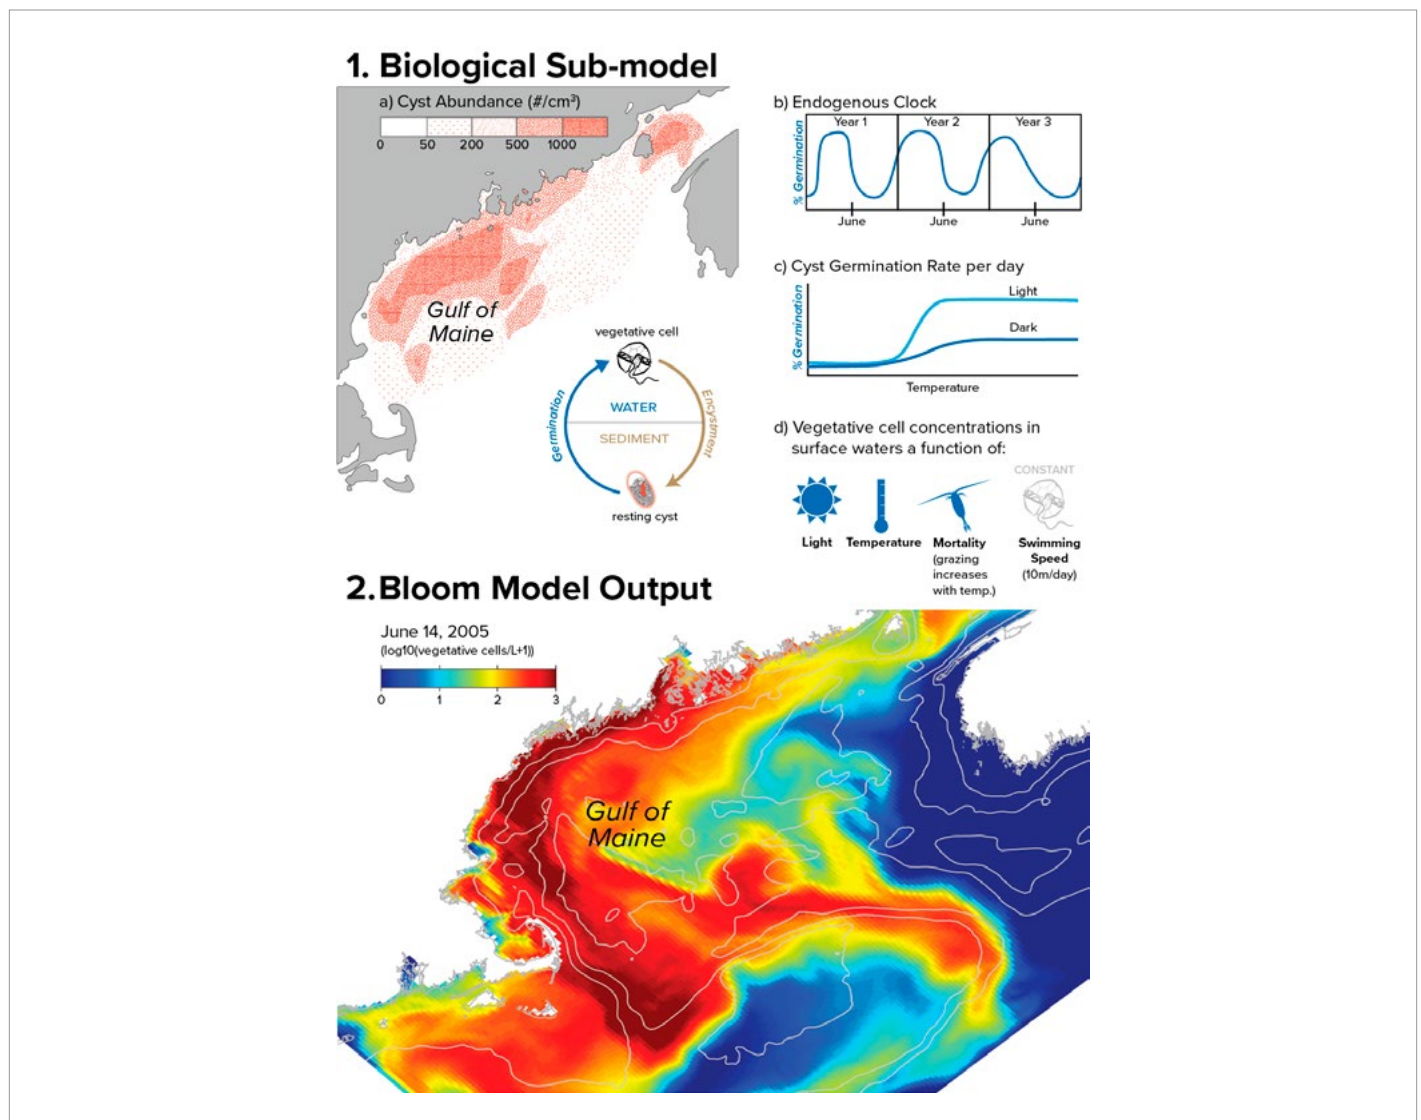 1. Biological Sub-model
a) Cyst Abundance (#/cm³)
0 50 200 500 1000
Gulf of
Maine
vegetative cell
Germination
WATER
SEDIMENT
Encystment
resting cyst
b) Endogenous Clock
% Germination
Year 1 Year 2 Year 3
June June June
c) Cyst Germination Rate per day
% Germination
Light
Dark
Temperature
d) Vegetative cell concentrations in
surface waters a function of:
CONSTANT
Light Temperature Mortality Swimming
(grazing Speed
increases (10m/day)
with temp.)
2. Bloom Model Output
June 14, 2005
(log10(vegetative cells/L+1))
0 1 2 3
Gulf of
Maine